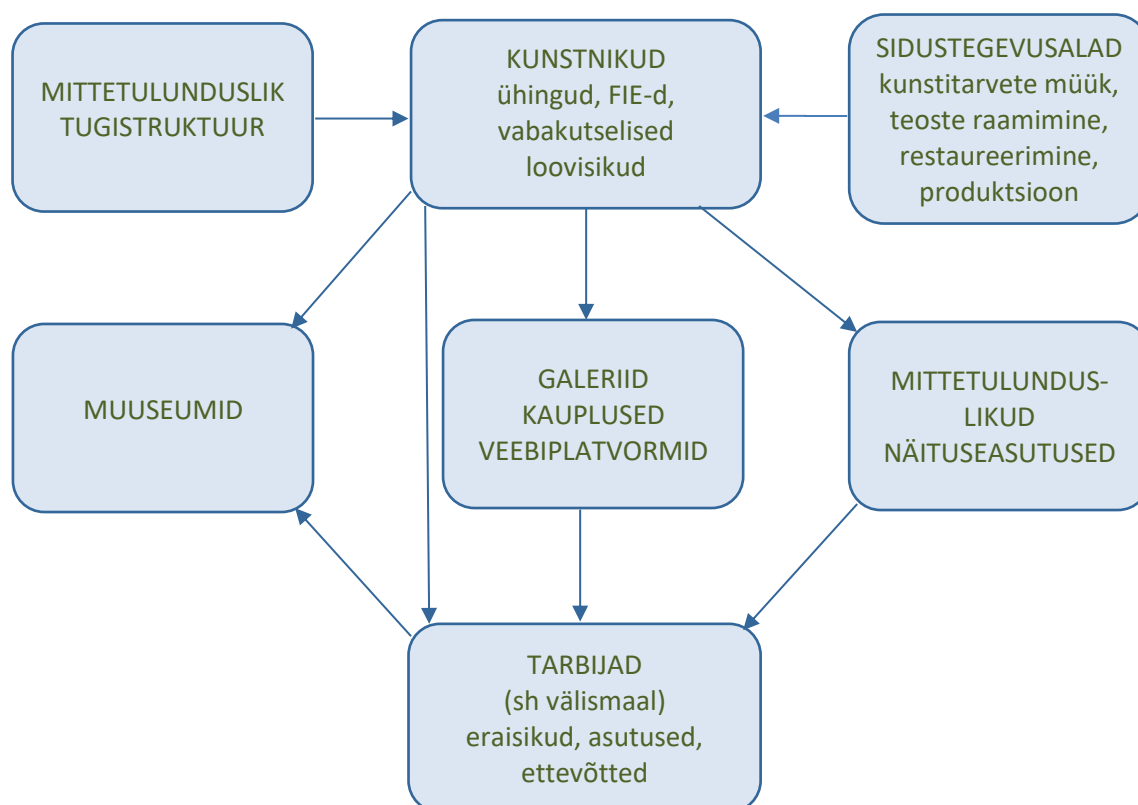 MITTETULUNDUSLIK
TUGISTRUKTUUR
KUNSTNIKUD
ühingud, FIE-d,
vabakutselised
loovisikud
SIDUSTEGEVUSALAD
kunstitarvete müük,
teoste raamimine,
restaureerimine,
produktsioon
MUUSEUMID
GALERIID
KAUPLUSED
VEEBIPLATVORMID
MITTETULUNDUS-
LIKUD
NÄITUSEASUTUSED
TARBIJAD
(sh välismaal)
eraisikud, asutused,
ettevõtted